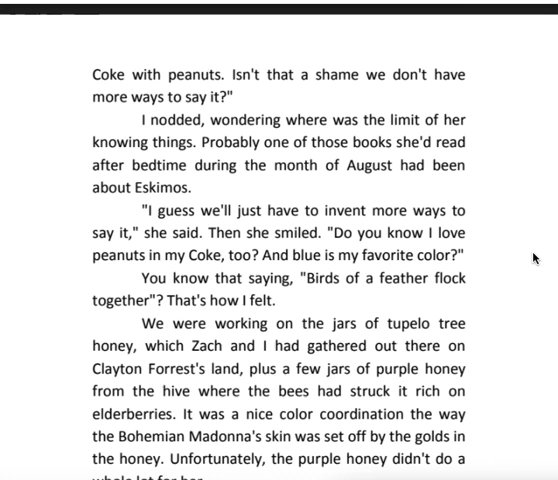 Coke with peanuts. Isn't that a shame we don't have
more ways to say it?"
I nodded, wondering where was the limit of her
knowing things. Probably one of those books she'd read
after bedtime during the month of August had been
about Eskimos.
"I guess we'll just have to invent more ways to
say it," she said. Then she smiled. "Do you know I love
peanuts in my Coke, too? And blue is my favorite color?"
You know that saying, "Birds of a feather flock
together"? That's how I felt.
We were working on the jars of tupelo tree
honey, which Zach and I had gathered out there on
Clayton Forrest's land, plus a few jars of purple honey
from the hive where the bees had struck it rich on
elderberries. It was a nice color coordination the way
the Bohemian Madonna's skin was set off by the golds in
the honey. Unfortunately, the purple honey didn't do a
whole lot for her